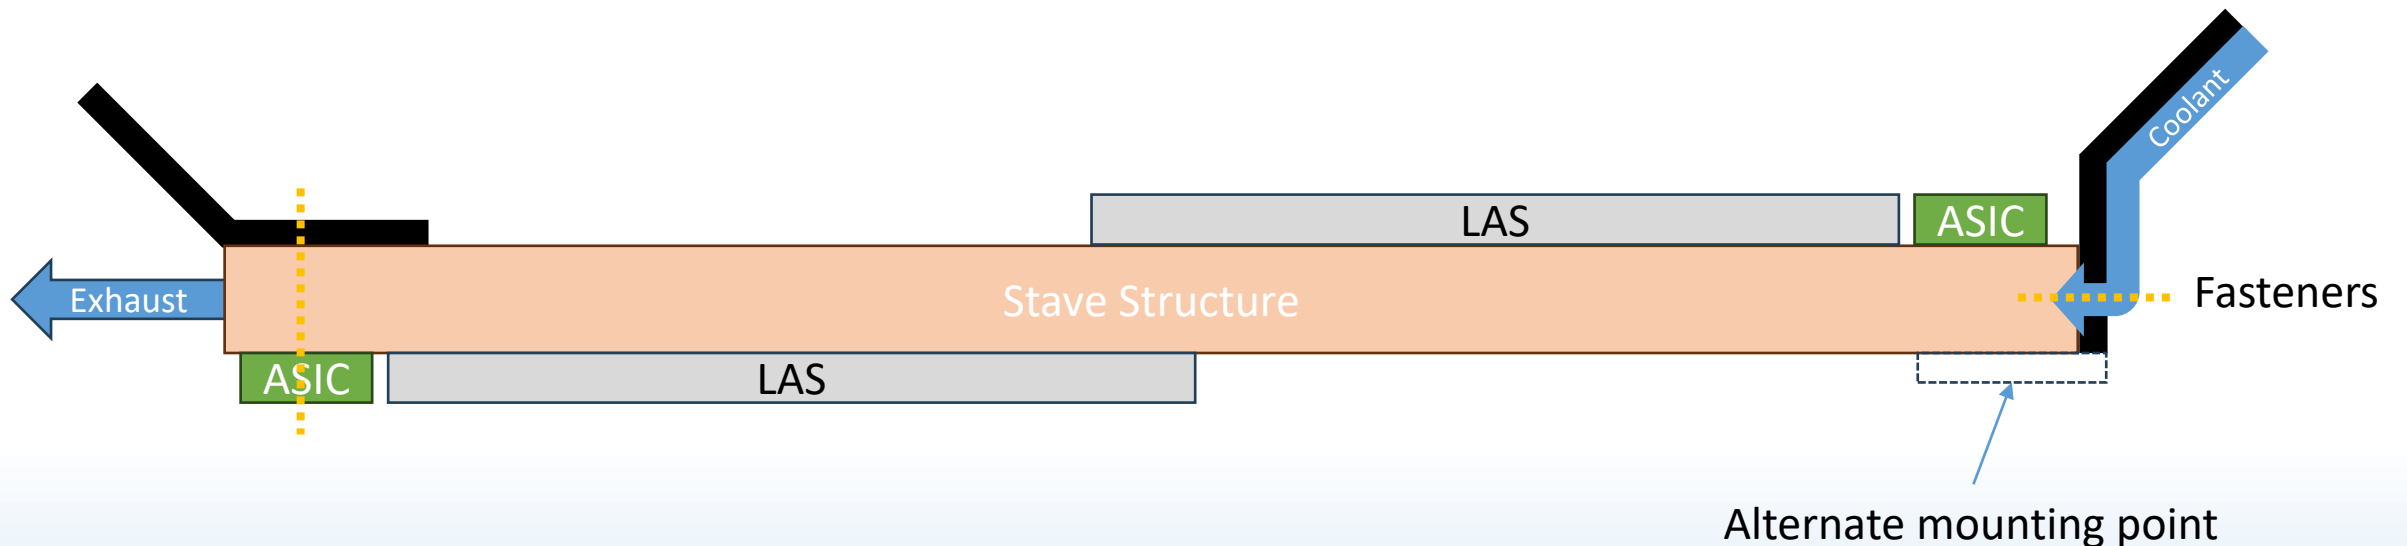 Coolant
LAS
ASIC
Exhaust
Stave Structure
Fasteners
ASIC
LAS
Alternate mounting point